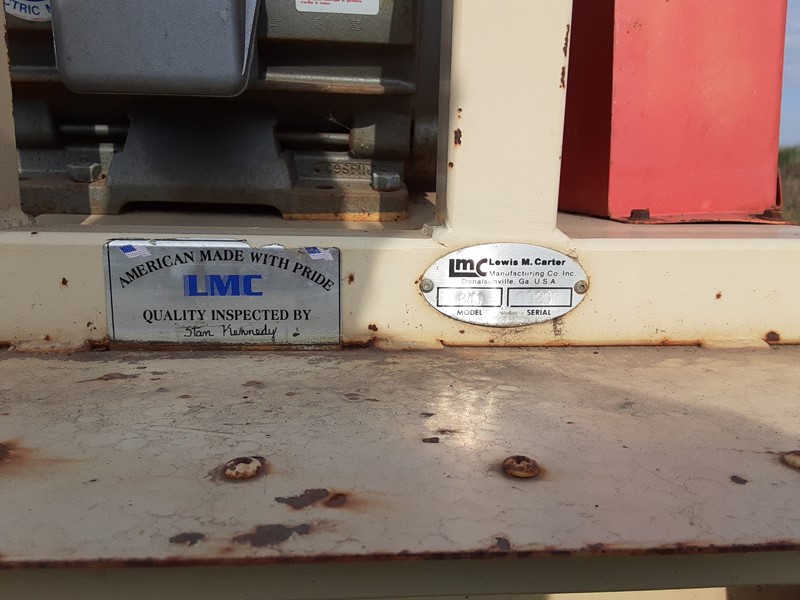 AMERICAN MADE WITH PRIDE
LMC
QUALITY INSPECTED BY
Stan Kennedy
LMC Lewis M. Carter
Manufacturing Co. Inc.
Donalsonville, Ga. U.S.A.
MODEL SERIAL